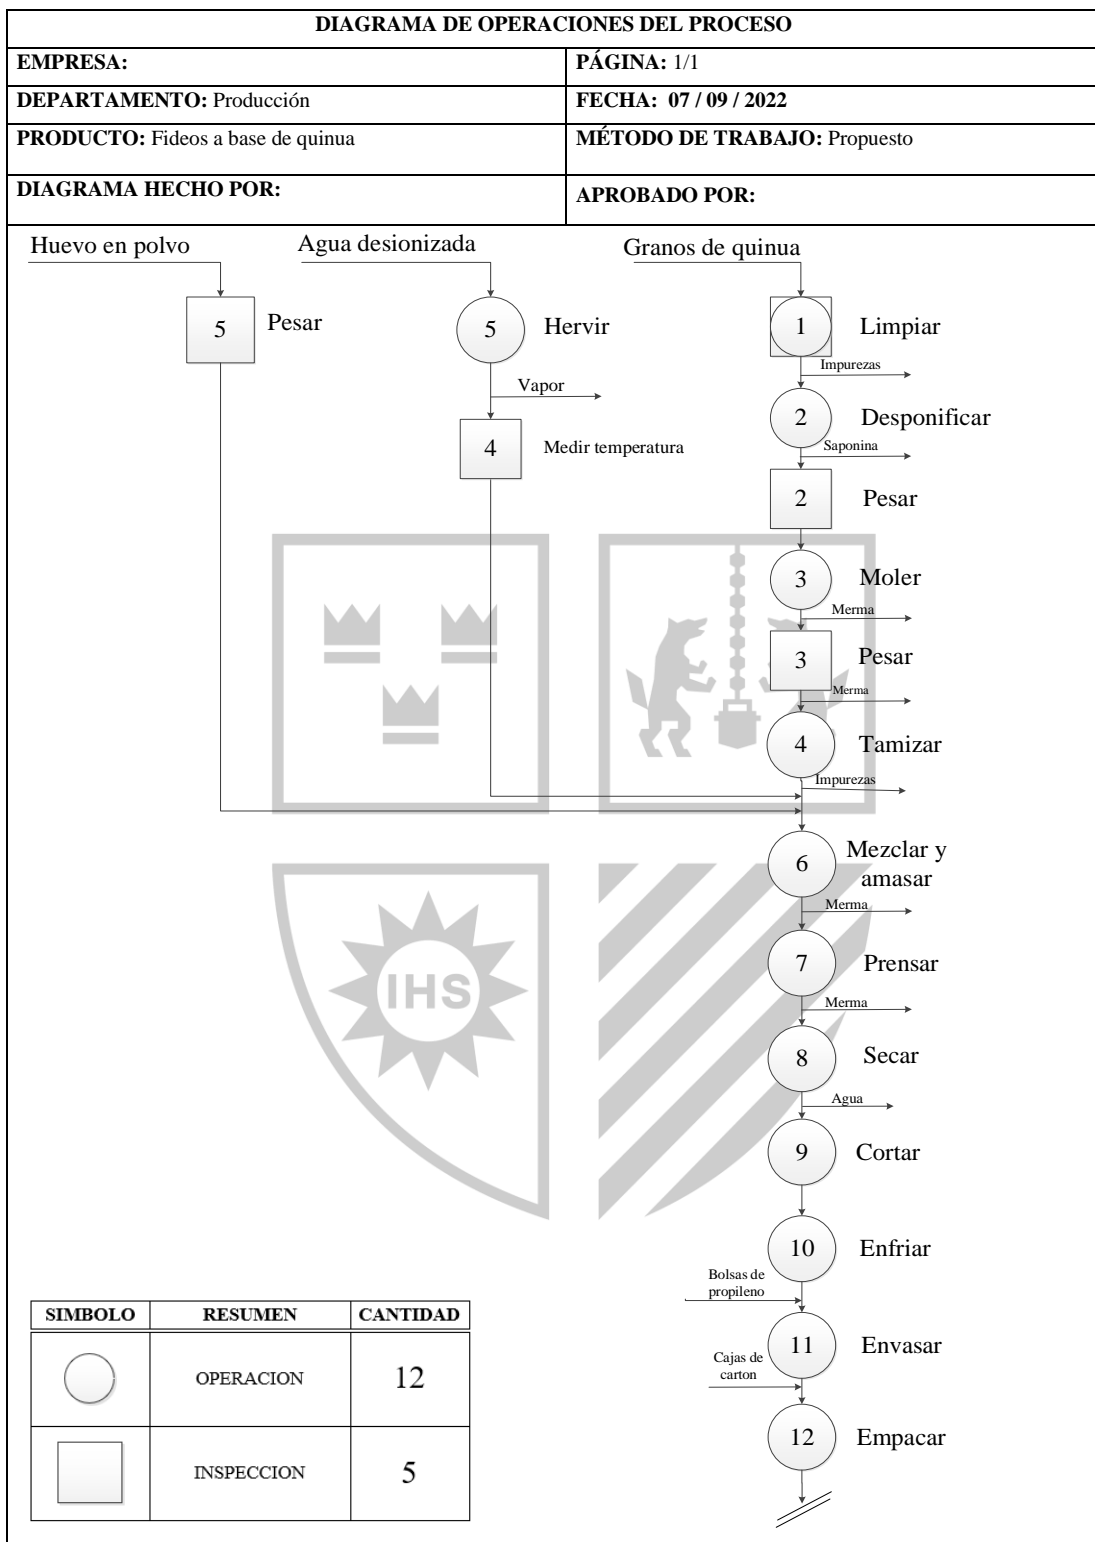 DIAGRAMA DE OPERACIONES DEL PROCESO
EMPRESA:
PÁGINA: 1/1
DEPARTAMENTO: Producción
FECHA: 07 / 09 / 2022
PRODUCTO: Fideos a base de quinua
MÉTODO DE TRABAJO: Propuesto
DIAGRAMA HECHO POR:
APROBADO POR:
Huevo en polvo
Agua desionizada
Granos de quinua
5
Pesar
5
Hervir
1
Limpiar
Impurezas
Vapor
2
Desponificar
Saponina
4
Medir temperatura
2
Pesar
3
Moler
Merma
3
Pesar
Merma
4
Tamizar
Impurezas
6
Mezclar y
amasar
Merma
7
Prensar
Merma
IHS
8
Secar
Agua
9
Cortar
10
Enfriar
Bolsas de
propileno
11
Envasar
Cajas de
carton
12
Empacar
SIMBOLO
RESUMEN
CANTIDAD
OPERACION
12
INSPECCION
5